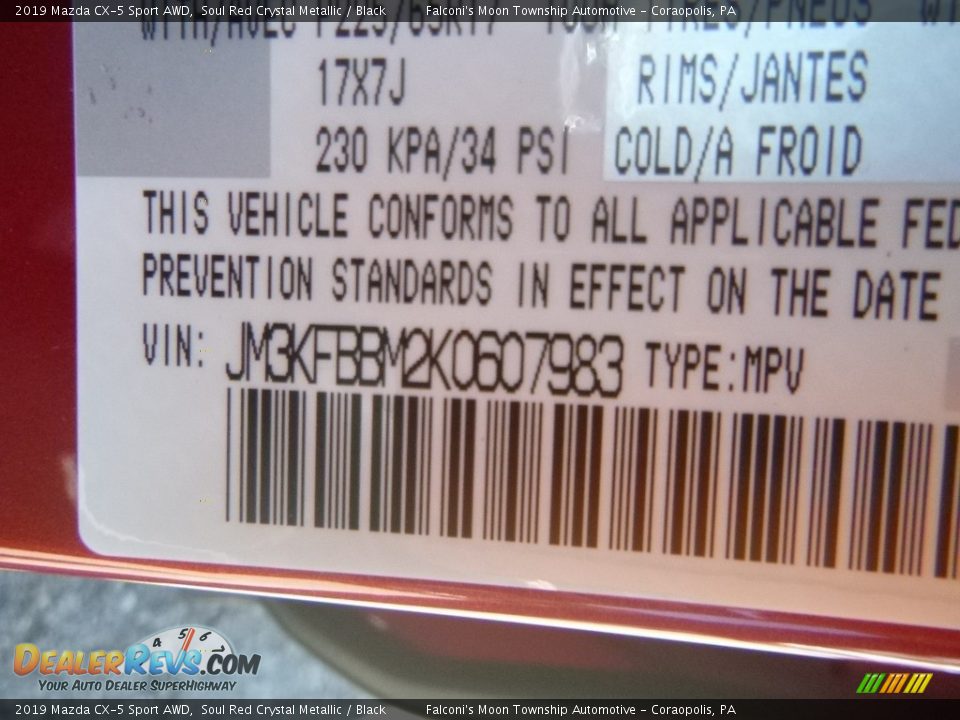 2019 Mazda CX-5 Sport AWD, Soul Red Crystal Metallic / Black Falconi's Moon Township Automotive - Coraopolis, PA
17X7J RIMS/JANTES
230 KPA/34 PSI COLD/A FROID
THIS VEHICLE CONFORMS TO ALL APPLICABLE FED
PREVENTION STANDARDS IN EFFECT ON THE DATE
VIN: JM3KFBBM2K0607983 TYPE:MPV
4 5 6
DEALERREVS.COM
YOUR AUTO DEALER SUPERHIGHWAY
2019 Mazda CX-5 Sport AWD, Soul Red Crystal Metallic / Black Falconi's Moon Township Automotive - Coraopolis, PA